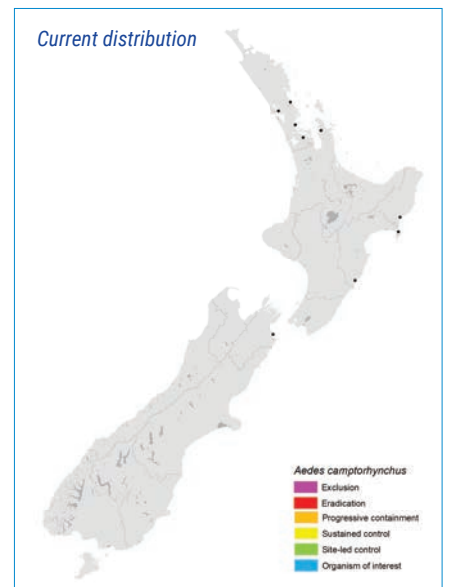 Current distribution
Aedes camptorhynchus
Exclusion
Eradication
Progressive containment
Sustained control
Site-led control
Organism of interest